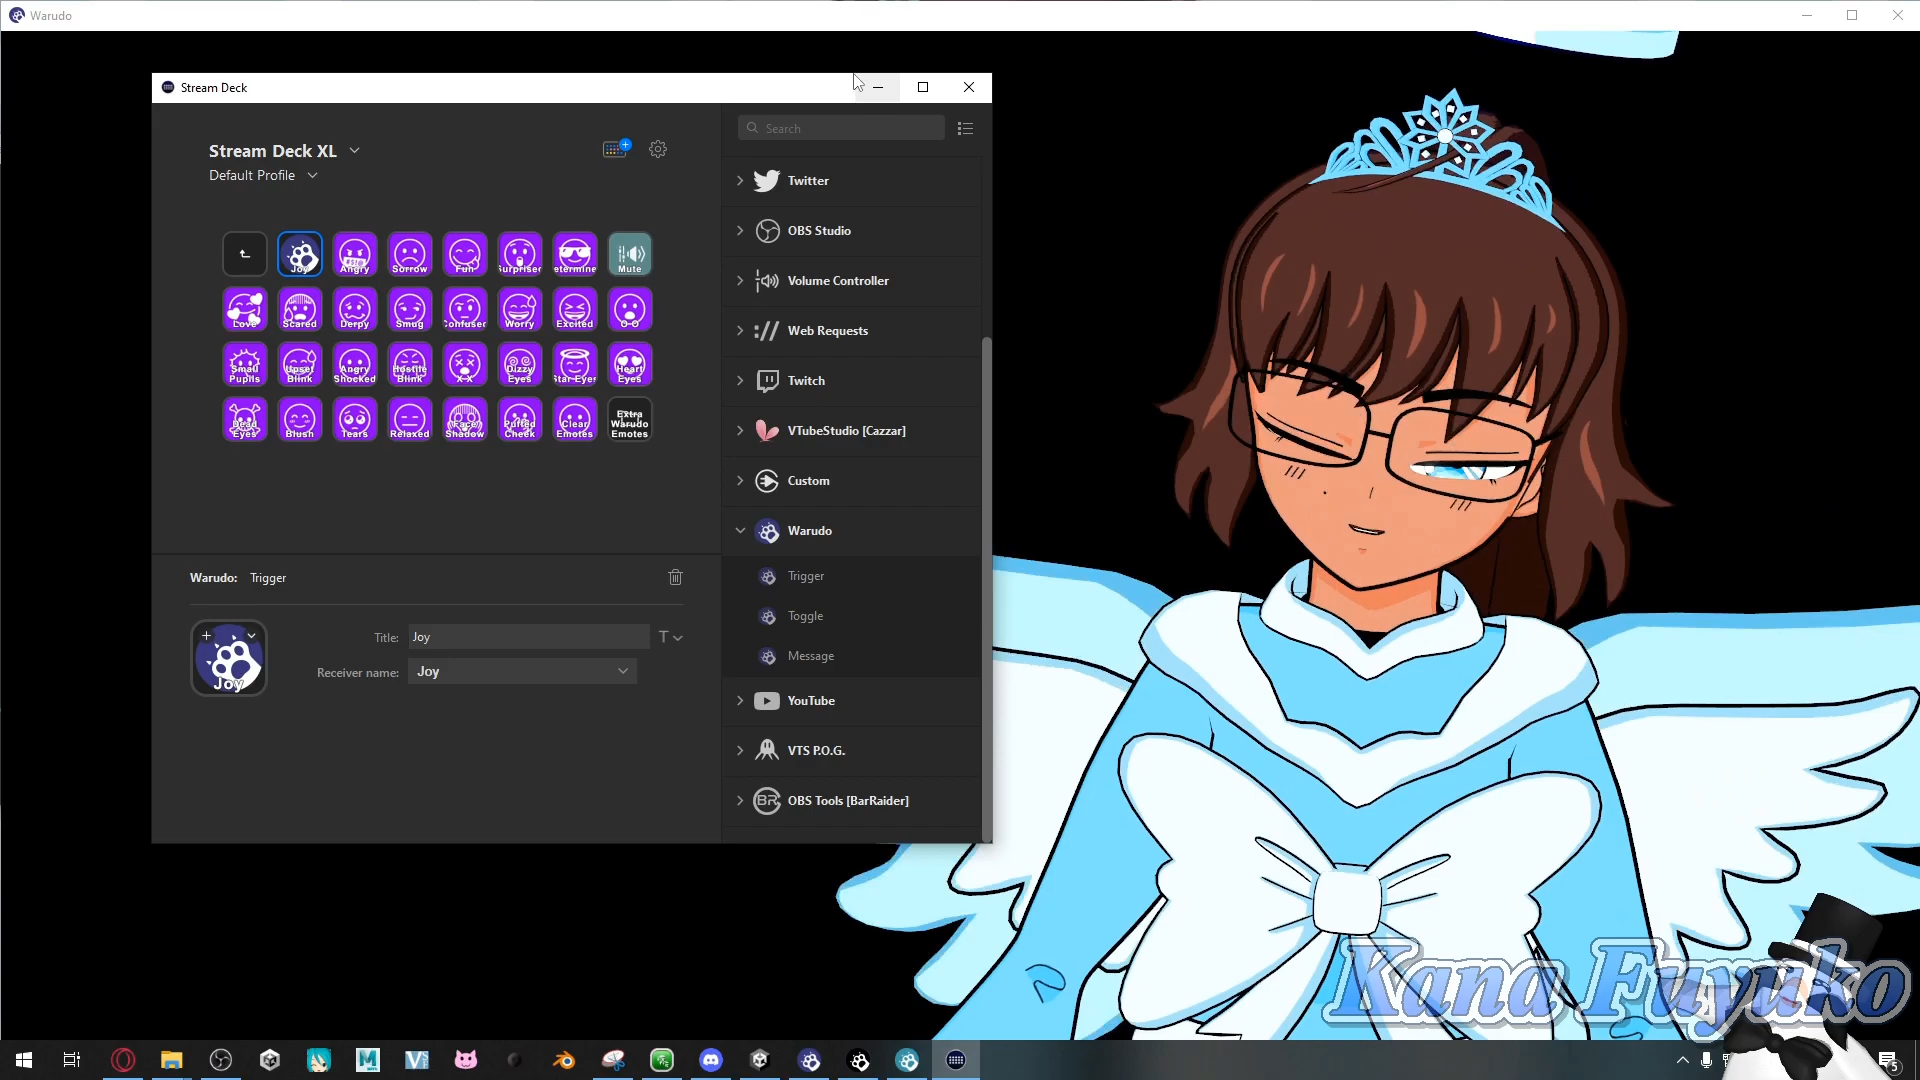 Warudo
Stream Deck
Stream Deck XL
Default Profile
Search
Joy
Angry
Sorrow
Fun
Surprised
etermine
Mute
Love
Scared
Derpy
Smug
Confused
Worry
Excited
O-O
Small
Pupils
Upset
Blink
Angry
Shocked
Hostile
Blink
X-X
Dizzy
Eyes
Star Eyes
Heart
Eyes
Dead
Eyes
Blush
Tears
Relaxed
Face
Shadow
Puffed
Cheek
Clear
Emotes
Extra
Warudo
Emotes
Twitter
OBS Studio
Volume Controller
Web Requests
Twitch
VTubeStudio [Cazzar]
Custom
Warudo
Trigger
Toggle
Message
YouTube
VTS P.O.G.
OBS Tools [BarRaider]
Warudo: Trigger
Joy
Title: Joy
T
Receiver name: Joy
Kana Fuyuko
5